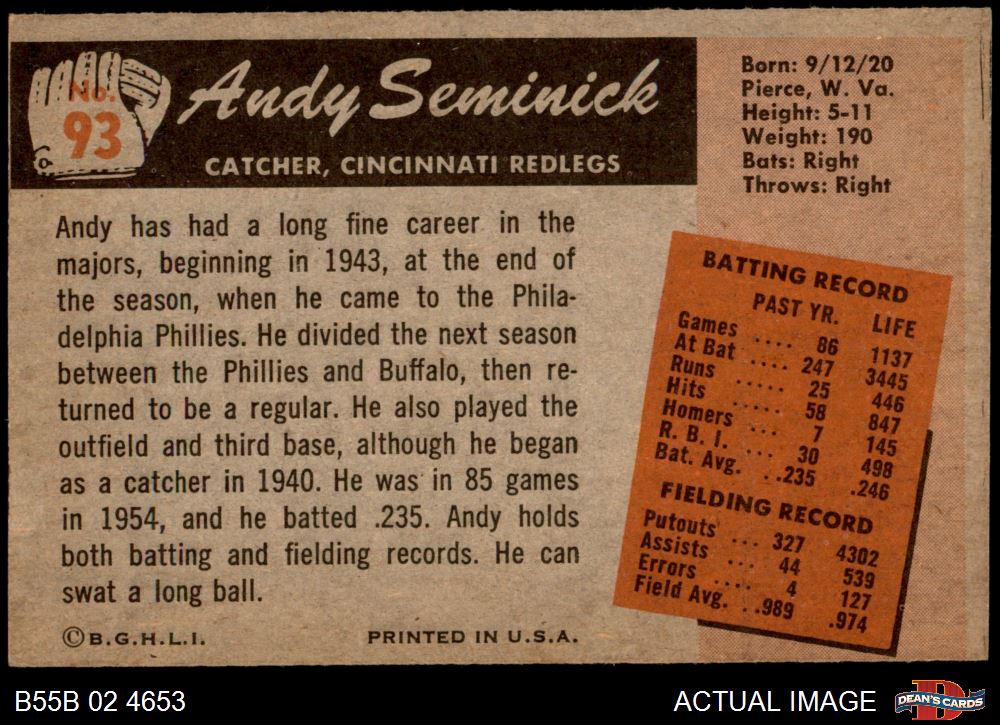 No.
93
Andy Seminick
CATCHER, CINCINNATI REDLEGS
Born: 9/12/20
Pierce, W. Va.
Height: 5-11
Weight: 190
Bats: Right
Throws: Right
Andy has had a long fine career in the
majors, beginning in 1943, at the end of
the season, when he came to the Phila-
delphia Phillies. He divided the next season
between the Phillies and Buffalo, then re-
turned to be a regular. He also played the
outfield and third base, although he began
as a catcher in 1940. He was in 85 games
in 1954, and he batted .235. Andy holds
both batting and fielding records. He can
swat a long ball.
BATTING RECORD
PAST YR. LIFE
Games .... 86 1137
At Bat .... 247 3445
Runs ..... 25 446
Hits ..... 58 847
Homers ... 7 145
R. B. I. ... 30 498
Bat. Avg. ..235 .246
FIELDING RECORD
Putouts ... 327 4302
Assists ... 44 539
Errors .... 4 127
Field Avg. ..989 .974
©B.G.H.L.I.
PRINTED IN U.S.A.
B55B 02 4653
ACTUAL IMAGE
DEAN'S CARDS